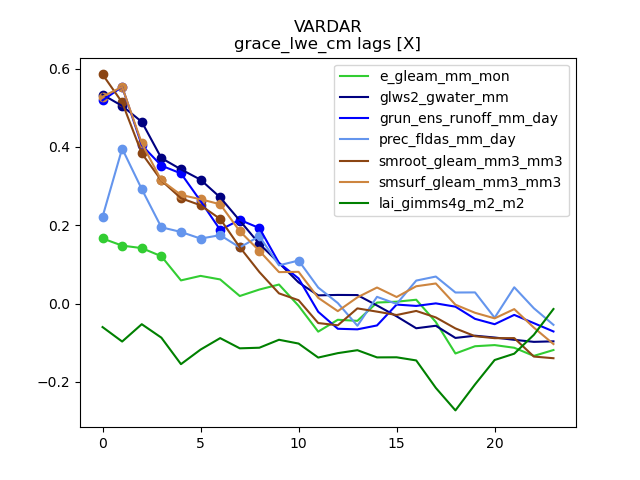 VARDAR
grace_lwe_cm lags [X]
e_gleam_mm_mon
glws2_gwater_mm
grun_ens_runoff_mm_day
prec_fldas_mm_day
smroot_gleam_mm3_mm3
smsurf_gleam_mm3_mm3
lai_gimms4g_m2_m2
0.6
0.4
0.2
0.0
−0.2
0 5 10 15 20